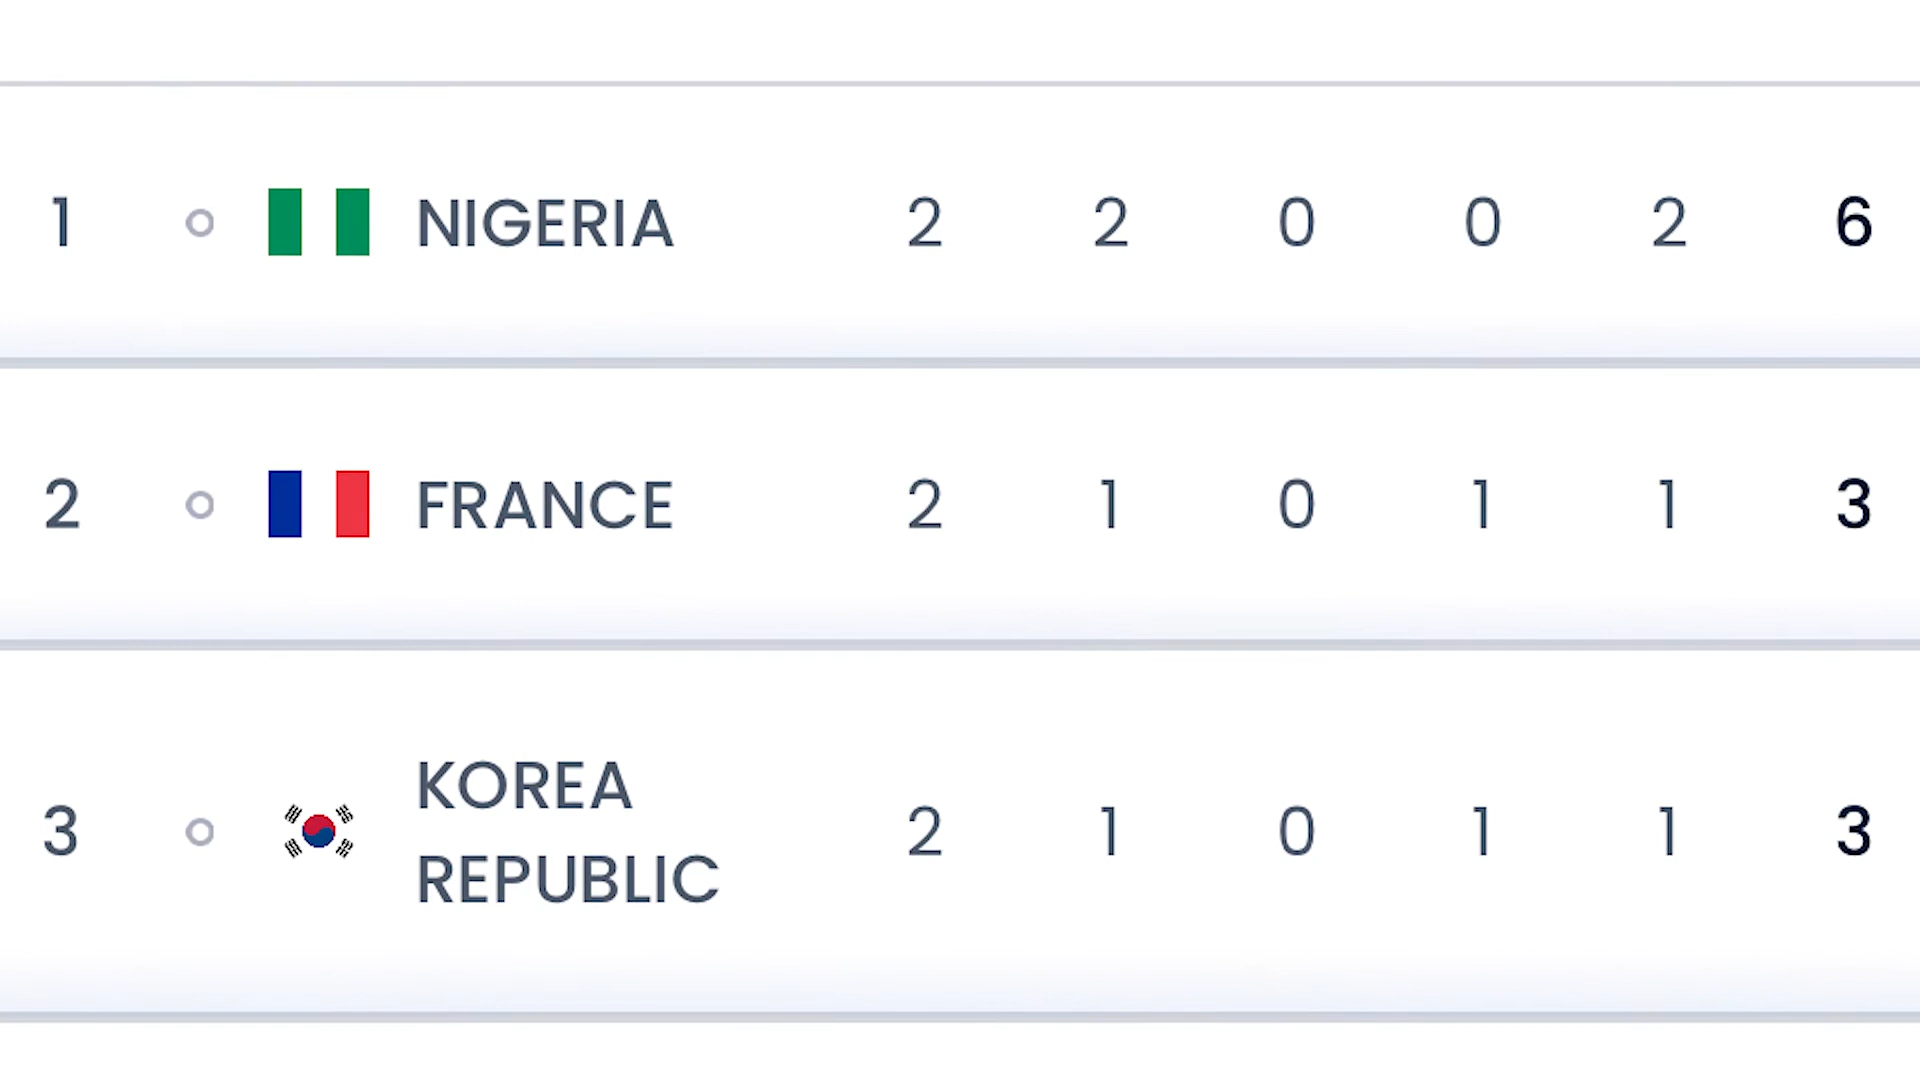 1 NIGERIA 2 2 0 0 2 6
2 FRANCE 2 1 0 1 1 3
3 KOREA
REPUBLIC 2 1 0 1 1 3